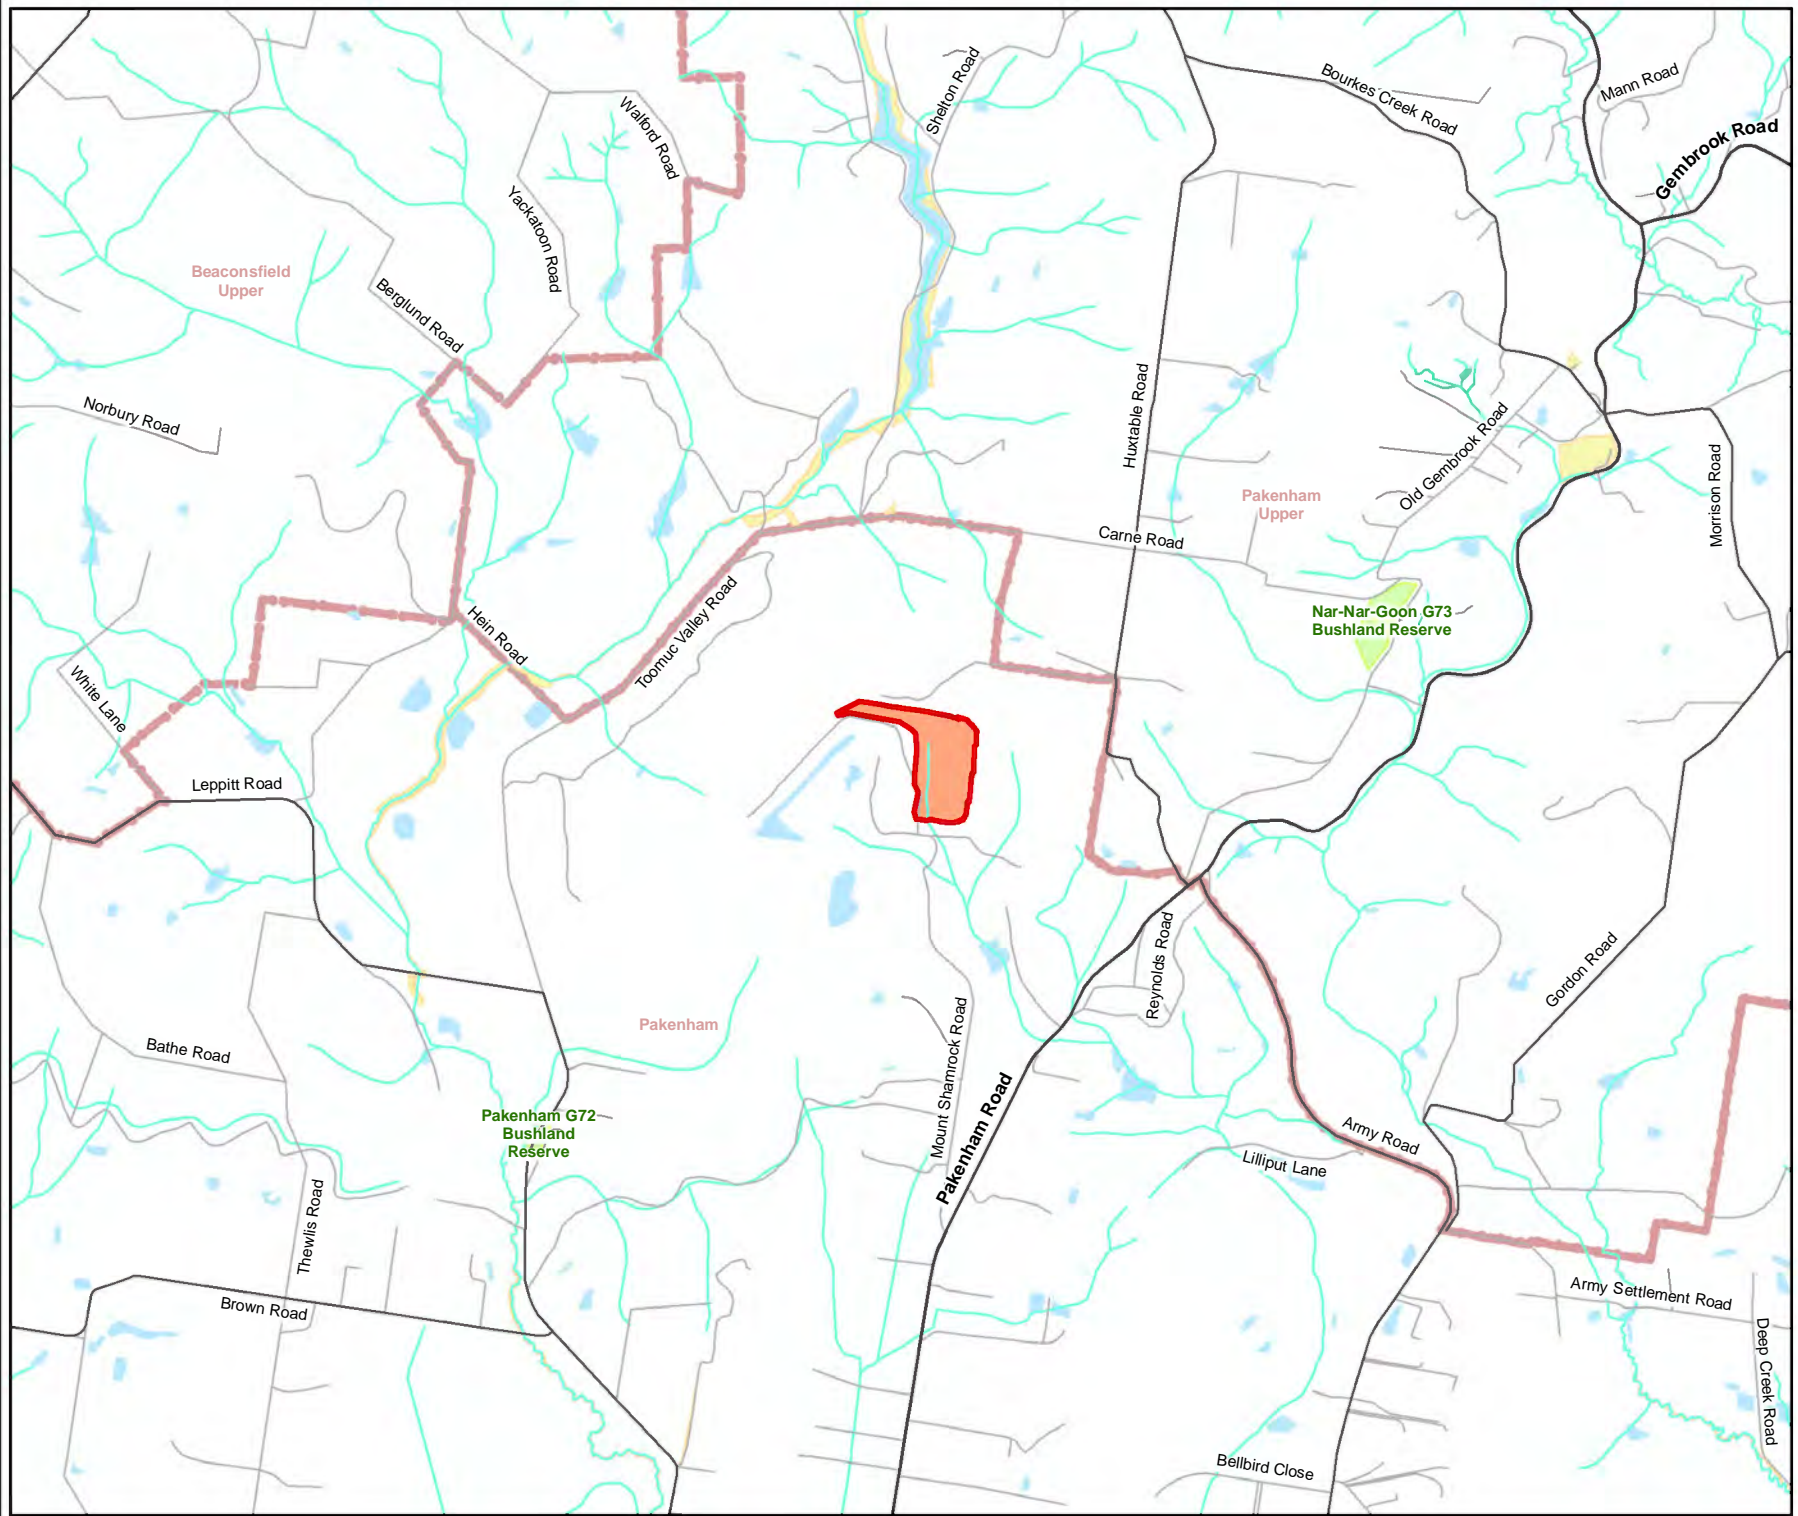 Shelton Road
Bourkes Creek Road
Mann Road
Gembrook Road
Walford Road
Yackatoon Road
Beaconsfield
Upper
Berglund Road
Norbury Road
Huxtable Road
Old Gembrook Road
Morrison Road
Pakenham
Upper
Carne Road
Nar-Nar-Goon G73
Bushland Reserve
Hein Road
Toomuc Valley Road
White Lane
Leppitt Road
Reynolds Road
Gordon Road
Pakenham
Mount Shamrock Road
Bathe Road
Pakenham G72
Bushland
Reserve
Pakenham Road
Army Road
Lilliput Lane
Thewlis Road
Brown Road
Army Settlement Road
Deep Creek Road
Bellbird Close